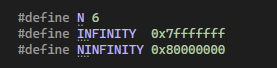 #define N 6
#define INFINITY 0x7fffffff
#define NINFINITY 0x80000000